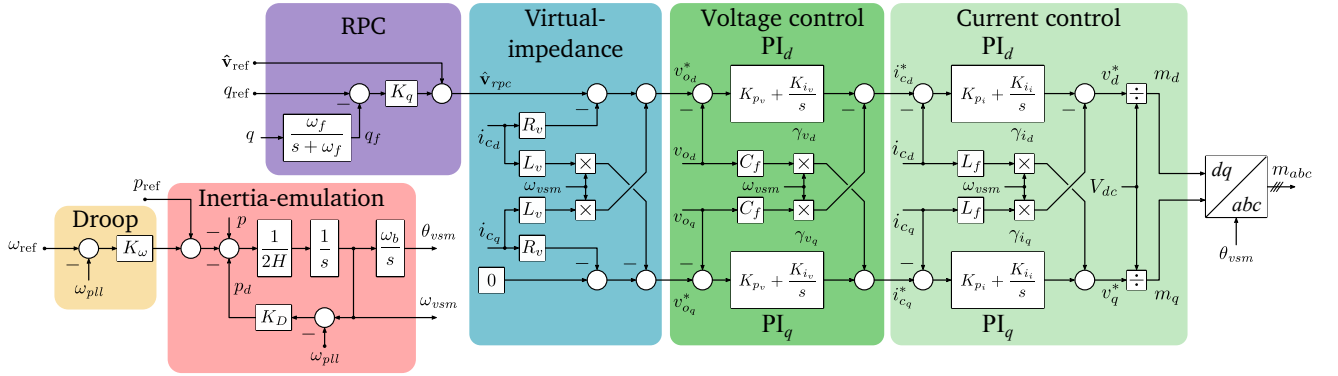 RPC
Virtual-
impedance
Voltage control
PI_d
Current control
PI_d
v̂_ref
q_ref
q
ω_f
s + ω_f
q_f
K_q
v̂_rpc
i_cd
R_v
L_v
ω_vsm
L_v
i_cq
R_v
0
v*_od
K_pv + K_iv/s
γ_vd
v_od
C_f
ω_vsm
v_oq
C_f
γ_vq
v*_oq
K_pv + K_iv/s
PI_q
i*_cd
K_pi + K_ii/s
γ_id
i_cd
L_f
ω_vsm
i_cq
L_f
γ_iq
i*_cq
K_pi + K_ii/s
PI_q
v*_d
÷
m_d
V_dc
v*_q
÷
m_q
dq
abc
m_abc
θ_vsm
p_ref
Inertia-emulation
Droop
ω_ref
K_ω
ω_pll
p
p_d
1
2H
1
s
ω_b
s
θ_vsm
K_D
ω_vsm
ω_pll